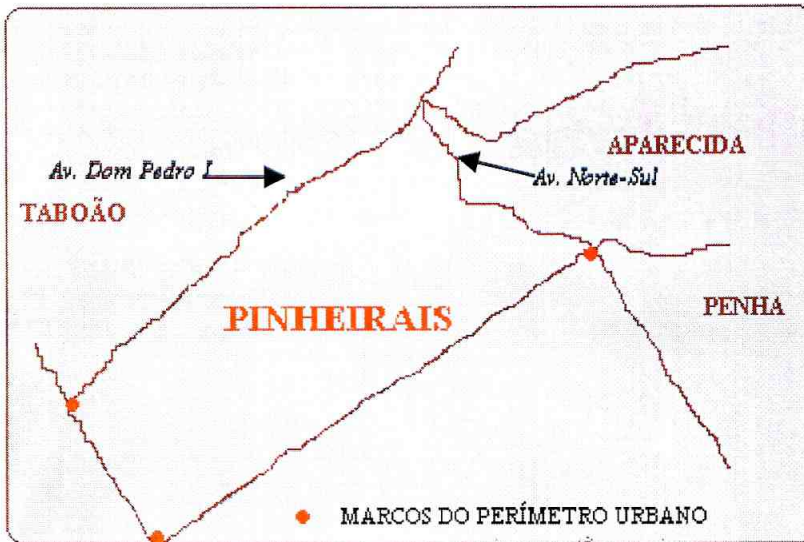 APARECIDA
Av. Dom Pedro I
Av. Norte-Sul
TABOÃO
PINHEIRAIS
PENHA
MARCOS DO PERÍMETRO URBANO